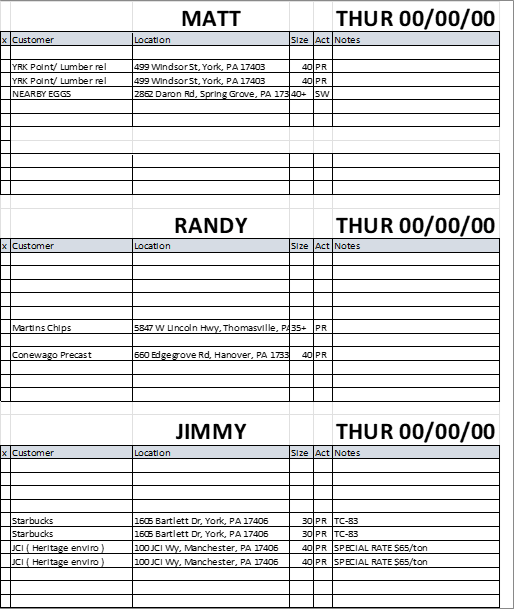 MATT THUR 00/00/00
x Customer Location Size Act Notes
YRK Point/ Lumber rel 499 Windsor St, York, PA 17403 40 PR
YRK Point/ Lumber rel 499 Windsor St, York, PA 17403 40 PR
NEARBY EGGS 2862 Daron Rd, Spring Grove, PA 173 40+ SW
RANDY THUR 00/00/00
x Customer Location Size Act Notes
Martins Chips 5847 W Lincoln Hwy, Thomasville, PA 35+ PR
Conewago Precast 660 Edgegrove Rd, Hanover, PA 1733 40 PR
JIMMY THUR 00/00/00
x Customer Location Size Act Notes
Starbucks 1605 Bartlett Dr, York, PA 17406 30 PR TC-83
Starbucks 1605 Bartlett Dr, York, PA 17406 30 PR TC-83
JCI ( Heritage enviro ) 100 JCI Wy, Manchester, PA 17406 40 PR SPECIAL RATE $65/ton
JCI ( Heritage enviro ) 100 JCI Wy, Manchester, PA 17406 40 PR SPECIAL RATE $65/ton